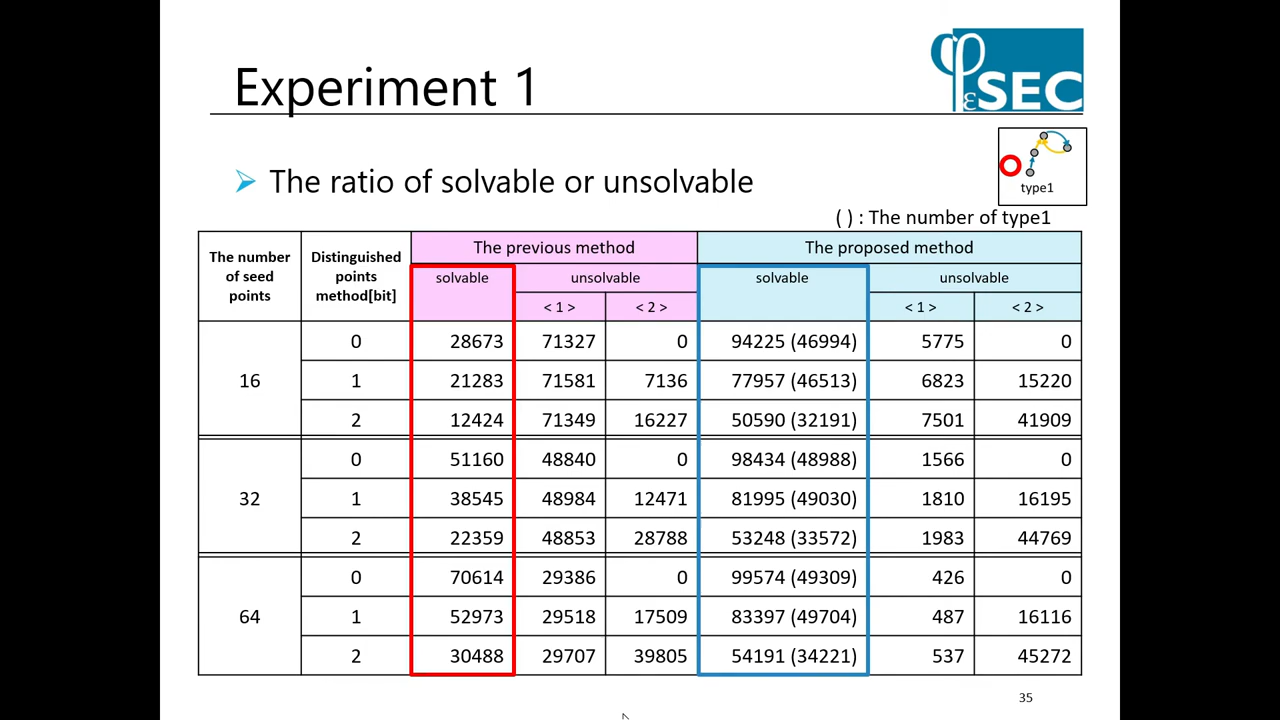 Experiment 1
φεSEC
The ratio of solvable or unsolvable
type1
( ) : The number of type1
The number of seed points Distinguished points method[bit] The previous method The proposed method
solvable unsolvable solvable unsolvable
< 1 > < 2 > < 1 > < 2 >
16 0 28673 71327 0 94225 (46994) 5775 0
1 21283 71581 7136 77957 (46513) 6823 15220
2 12424 71349 16227 50590 (32191) 7501 41909
32 0 51160 48840 0 98434 (48988) 1566 0
1 38545 48984 12471 81995 (49030) 1810 16195
2 22359 48853 28788 53248 (33572) 1983 44769
64 0 70614 29386 0 99574 (49309) 426 0
1 52973 29518 17509 83397 (49704) 487 16116
2 30488 29707 39805 54191 (34221) 537 45272
35